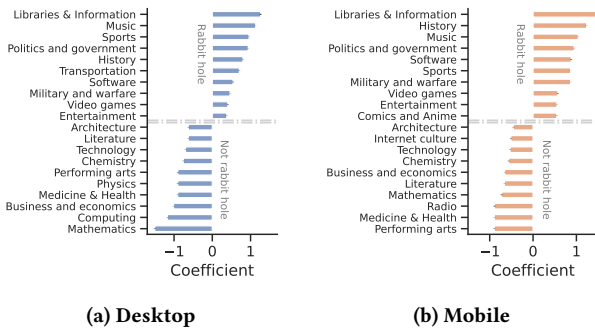 Libraries & Information
Music
Sports
Politics and government
History
Transportation
Software
Military and warfare
Video games
Entertainment
Architecture
Literature
Technology
Chemistry
Performing arts
Physics
Medicine & Health
Business and economics
Computing
Mathematics
Rabbit hole
Not rabbit hole
−1 0 1
Coefficient
(a) Desktop
Libraries & Information
History
Music
Politics and government
Software
Sports
Military and warfare
Video games
Entertainment
Comics and Anime
Architecture
Internet culture
Technology
Chemistry
Business and economics
Literature
Mathematics
Radio
Medicine & Health
Performing arts
Rabbit hole
Not rabbit hole
−1 0 1
Coefficient
(b) Mobile